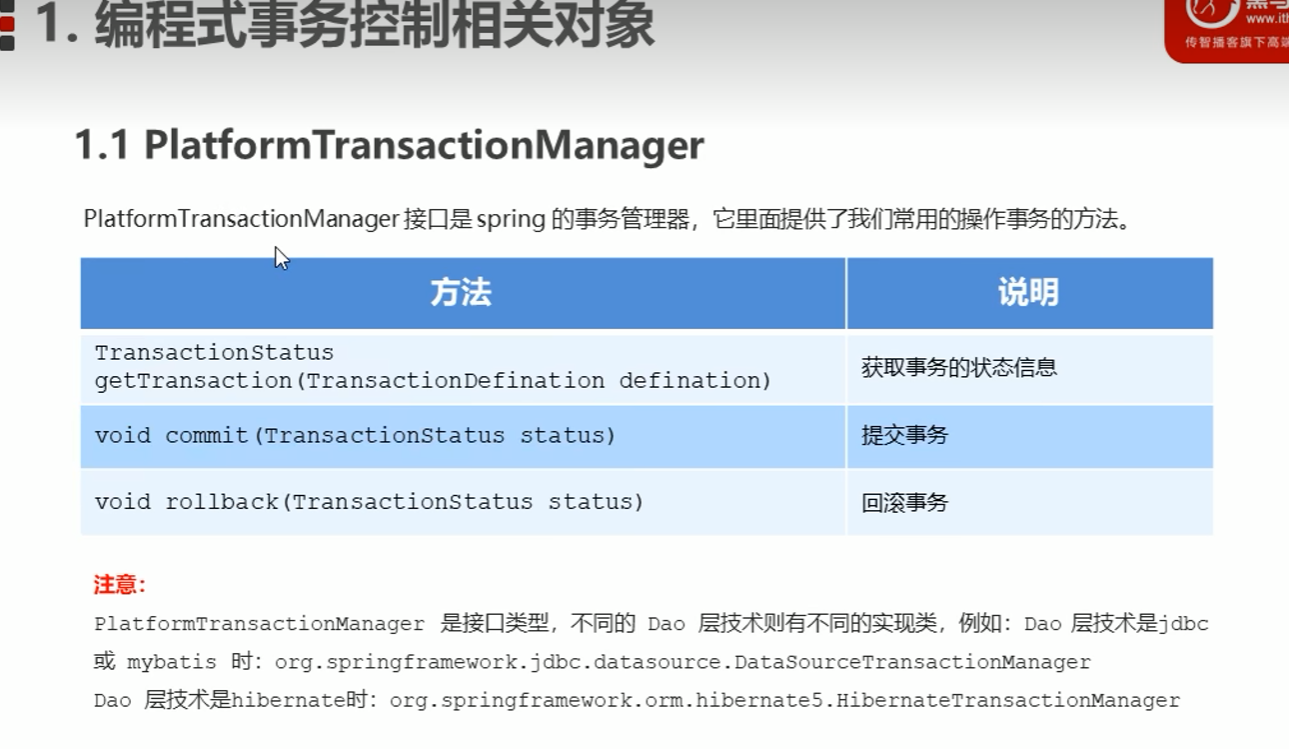 1. 编程式事务控制相关对象
www.ith
传智播客旗下高端
1.1 PlatformTransactionManager
PlatformTransactionManager 接口是 spring 的事务管理器，它里面提供了我们常用的操作事务的方法。
方法 说明
TransactionStatus
getTransaction(TransactionDefination defination)
获取事务的状态信息
void commit(TransactionStatus status) 提交事务
void rollback(TransactionStatus status) 回滚事务
注意：
PlatformTransactionManager 是接口类型，不同的 Dao 层技术则有不同的实现类，例如：Dao 层技术是jdbc
或 mybatis 时：org.springframework.jdbc.datasource.DataSourceTransactionManager
Dao 层技术是hibernate时：org.springframework.orm.hibernate5.HibernateTransactionManager